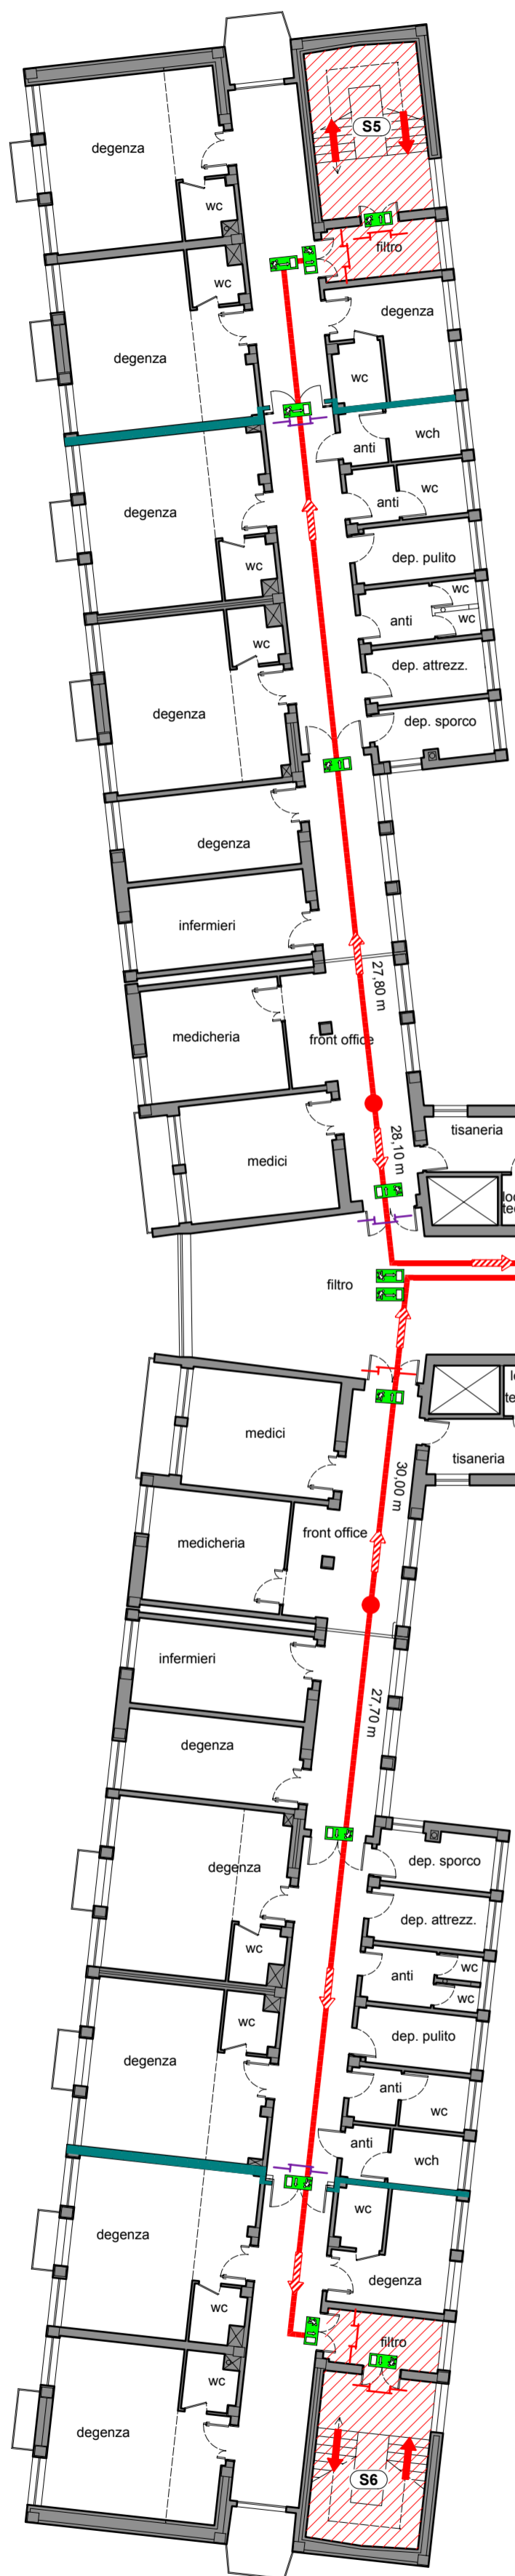 degenza
S5
wc
filtro
wc
degenza
degenza
wc
wch
anti
degenza
wc
anti
dep. pulito
wc
wc
anti
wc
wc
dep. attrezz.
degenza
dep. sporco
degenza
infermieri
27,80 m
medicheria
front office
tisaneria
28,10 m
medici
filtro
medici
tisaneria
30,00 m
front office
medicheria
infermieri
27,70 m
degenza
dep. sporco
degenza
dep. attrezz.
wc
wc
anti
wc
wc
dep. pulito
degenza
anti
wc
anti
wch
wc
degenza
degenza
wc
filtro
wc
degenza
S6